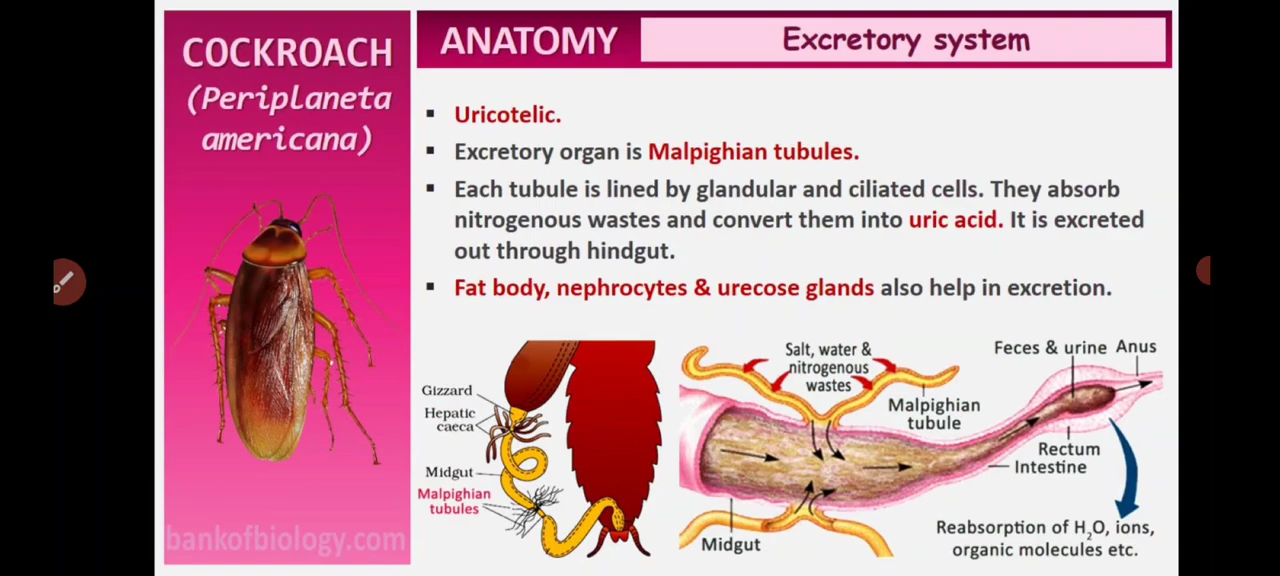 COCKROACH
(Periplaneta
americana)
bankofbiology.com
ANATOMY
Excretory system
▪ Uricotelic.
▪ Excretory organ is Malpighian tubules.
▪ Each tubule is lined by glandular and ciliated cells. They absorb
nitrogenous wastes and convert them into uric acid. It is excreted
out through hindgut.
▪ Fat body, nephrocytes & urecose glands also help in excretion.
Gizzard
Hepatic
caeca
Midgut
Malpighian
tubules
Salt, water &
nitrogenous
wastes
Malpighian
tubule
Feces & urine
Anus
Rectum
Intestine
Midgut
Reabsorption of H₂O, ions,
organic molecules etc.